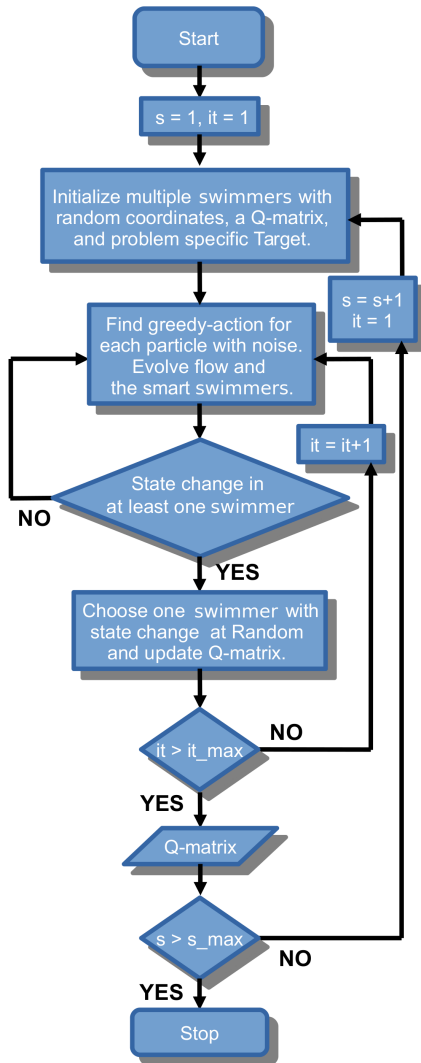 Start
s = 1, it = 1
Initialize multiple swimmers with
random coordinates, a Q-matrix,
and problem specific Target.
s = s+1
it = 1
Find greedy-action for
each particle with noise.
Evolve flow and
the smart swimmers.
it = it+1
State change in
at least one swimmer
NO
YES
Choose one swimmer with
state change at Random
and update Q-matrix.
it > it_max
NO
YES
Q-matrix
s > s_max
NO
YES
Stop